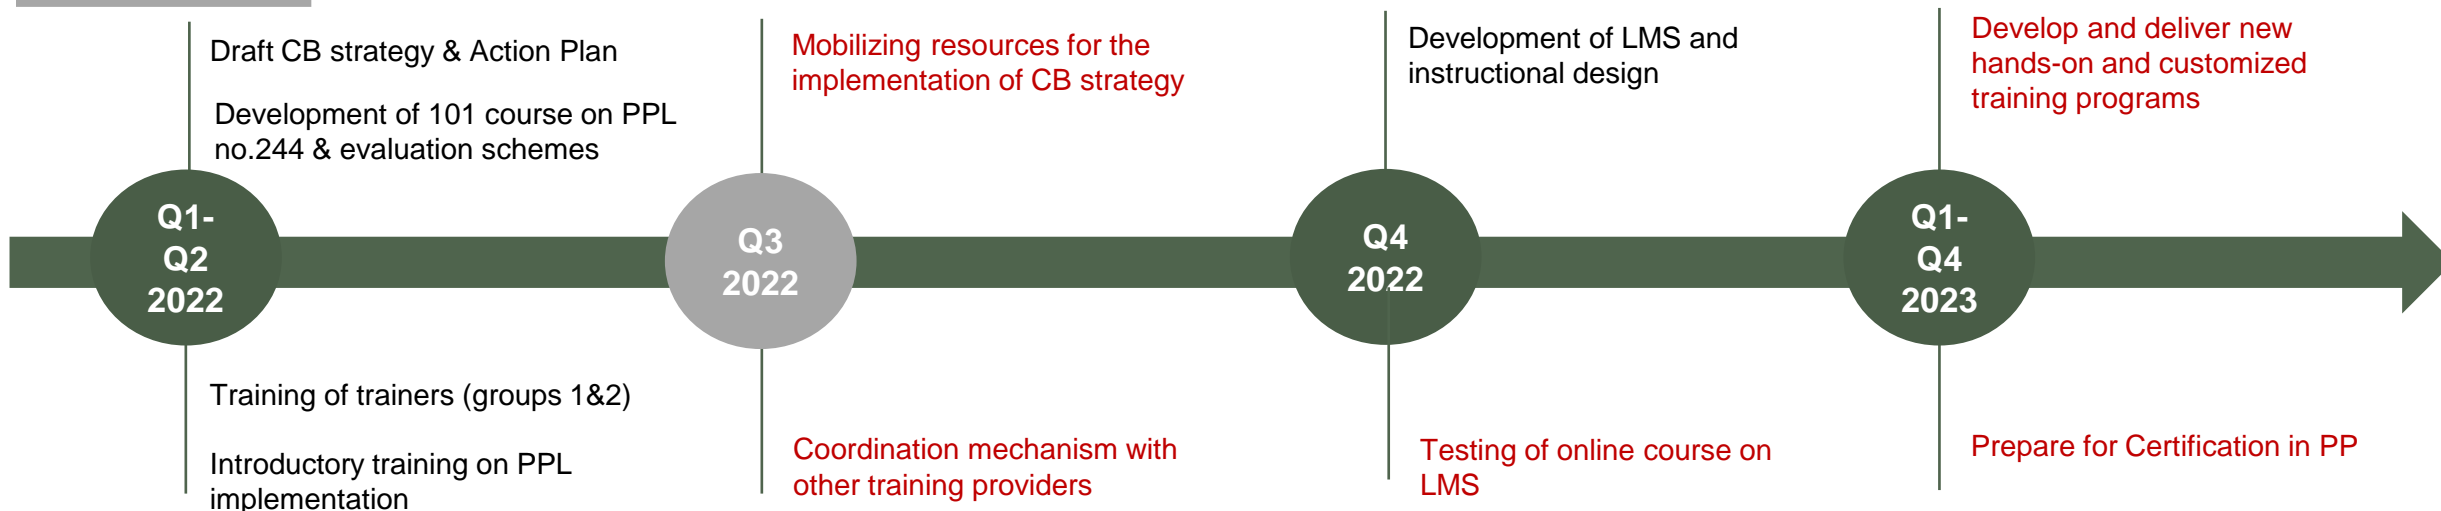 Draft CB strategy & Action Plan
Development of 101 course on PPL
no.244 & evaluation schemes
Mobilizing resources for the
implementation of CB strategy
Development of LMS and
instructional design
Develop and deliver new
hands-on and customized
training programs
Q1-
Q2
2022
Q3
2022
Q4
2022
Q1-
Q4
2023
Training of trainers (groups 1&2)
Introductory training on PPL
implementation
Coordination mechanism with
other training providers
Testing of online course on
LMS
Prepare for Certification in PP